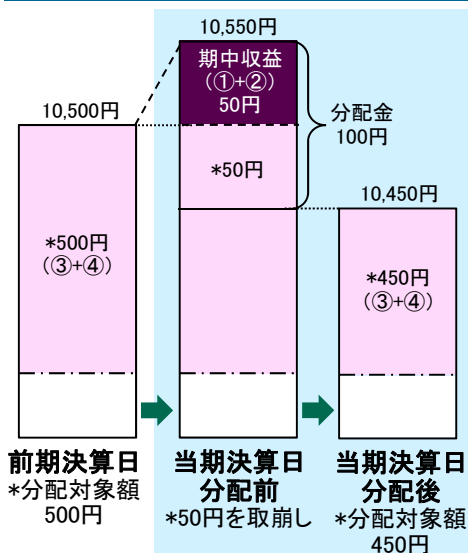 10,550円
期中収益
(①+②)
50円
分配金
100円
10,500円
*50円
10,450円
*500円
(③+④)
*450円
(③+④)
前期決算日
*分配対象額
500円
当期決算日
分配前
*50円を取崩し
当期決算日
分配後
*分配対象額
450円